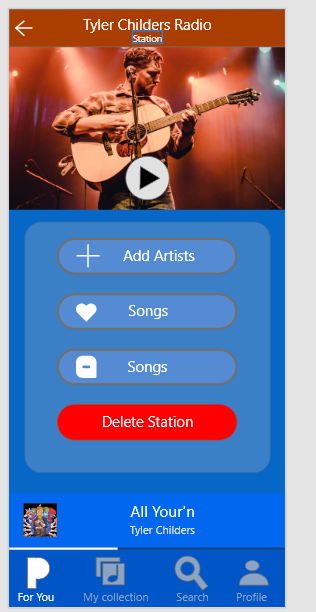 Tyler Childers Radio
Station
Add Artists
Songs
Songs
Delete Station
All Your'n
Tyler Childers
For You
My collection
Search
Profile